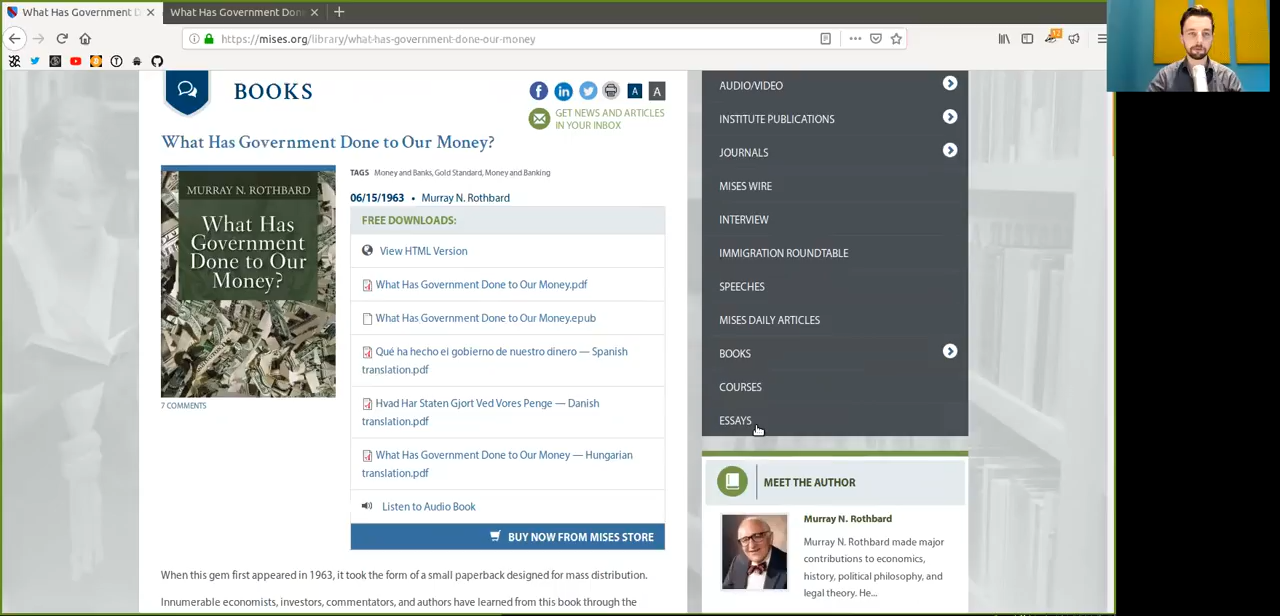 What Has Government D
What Has Government Done
https://mises.org/library/what-has-government-done-our-money
12
BOOKS
A A
GET NEWS AND ARTICLES
IN YOUR INBOX
What Has Government Done to Our Money?
TAGS Money and Banks, Gold Standard, Money and Banking
06/15/1963 • Murray N. Rothbard
MURRAY N. ROTHBARD
What Has
Government
Done to Our
Money?
7 COMMENTS
FREE DOWNLOADS:
View HTML Version
What Has Government Done to Our Money.pdf
What Has Government Done to Our Money.epub
Qué ha hecho el gobierno de nuestro dinero — Spanish
translation.pdf
Hvad Har Staten Gjort Ved Vores Penge — Danish
translation.pdf
What Has Government Done to Our Money — Hungarian
translation.pdf
Listen to Audio Book
BUY NOW FROM MISES STORE
When this gem first appeared in 1963, it took the form of a small paperback designed for mass distribution.
Innumerable economists, investors, commentators, and authors have learned from this book through the
AUDIO/VIDEO
INSTITUTE PUBLICATIONS
JOURNALS
MISES WIRE
INTERVIEW
IMMIGRATION ROUNDTABLE
SPEECHES
MISES DAILY ARTICLES
BOOKS
COURSES
ESSAYS
MEET THE AUTHOR
Murray N. Rothbard
Murray N. Rothbard made major
contributions to economics,
history, political philosophy, and
legal theory. He...